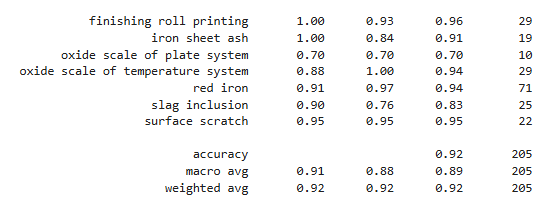 finishing roll printing 1.00 0.93 0.96 29
iron sheet ash 1.00 0.84 0.91 19
oxide scale of plate system 0.70 0.70 0.70 10
oxide scale of temperature system 0.88 1.00 0.94 29
red iron 0.91 0.97 0.94 71
slag inclusion 0.90 0.76 0.83 25
surface scratch 0.95 0.95 0.95 22
accuracy 0.92 205
macro avg 0.91 0.88 0.89 205
weighted avg 0.92 0.92 0.92 205